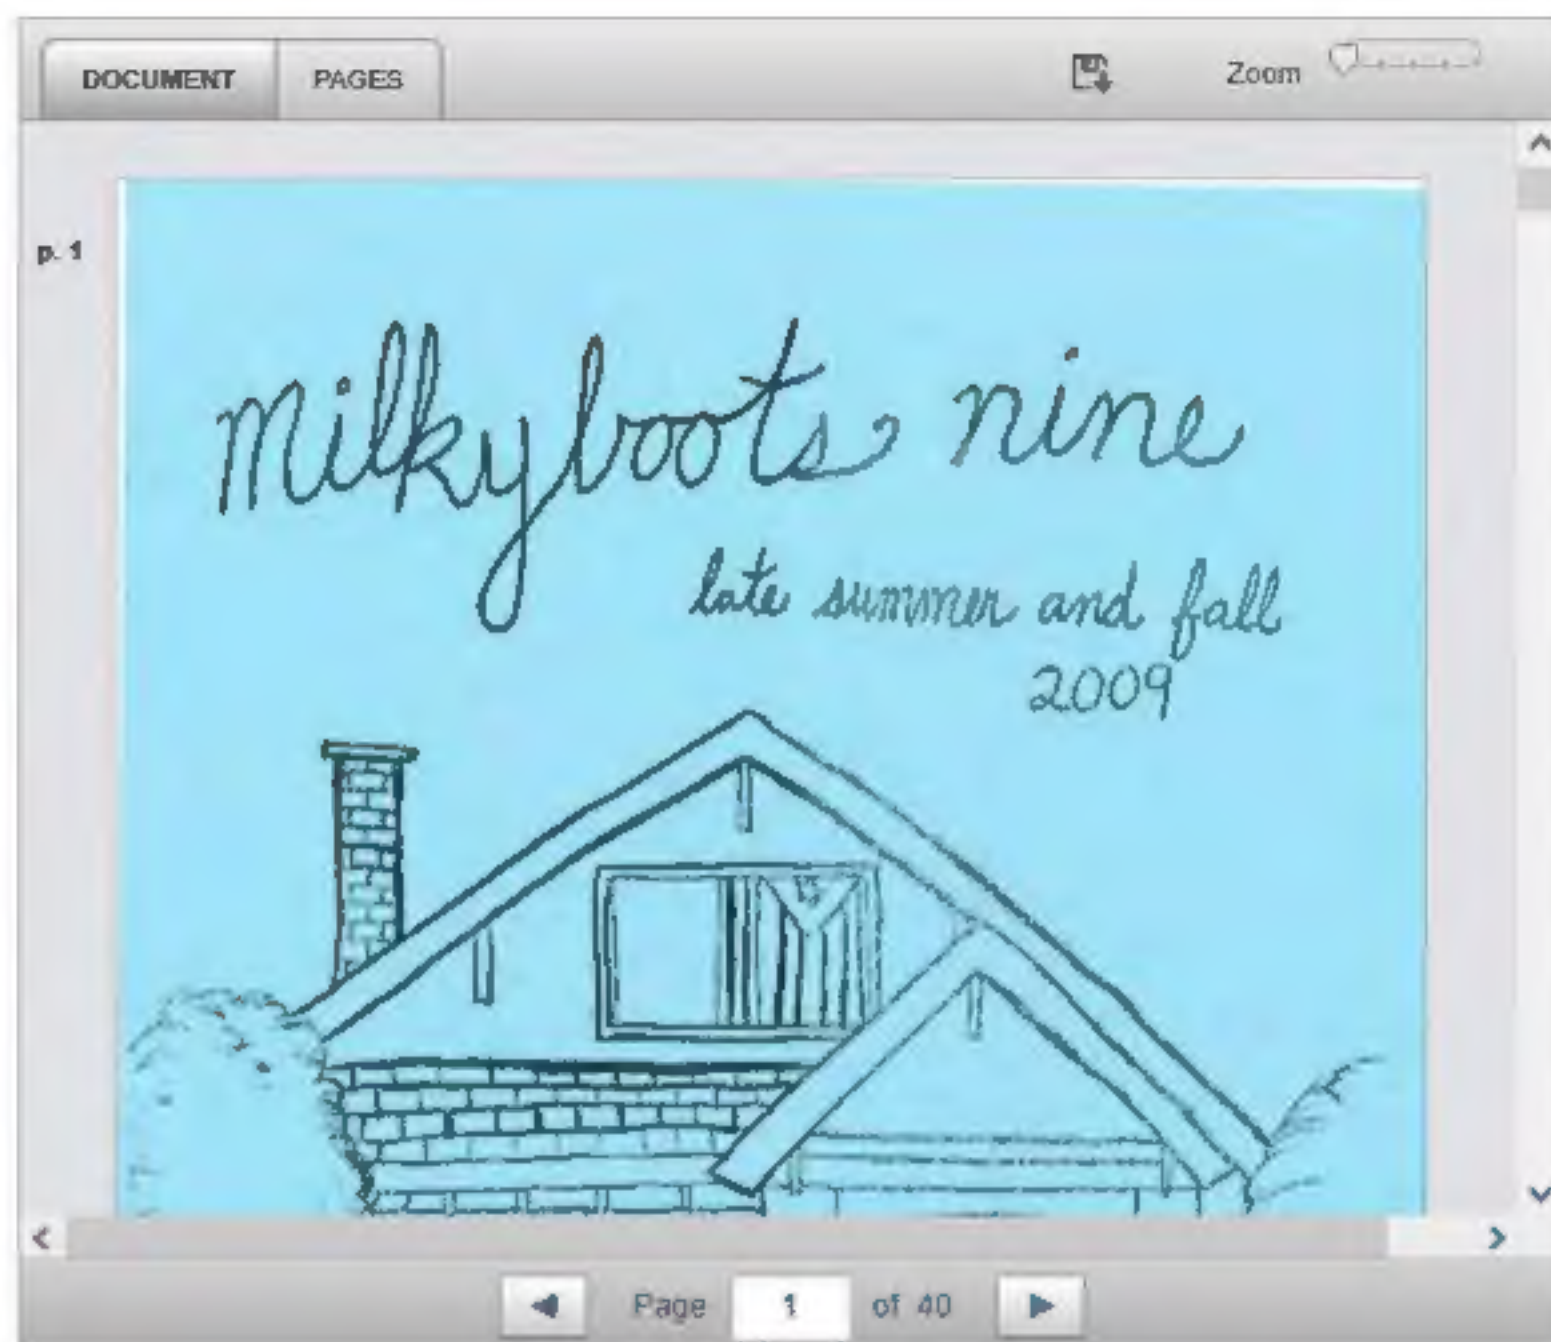 DOCUMENT PAGES Zoom
p. 1
milkyboots nine
late summer and fall
2009
Page 1 of 40